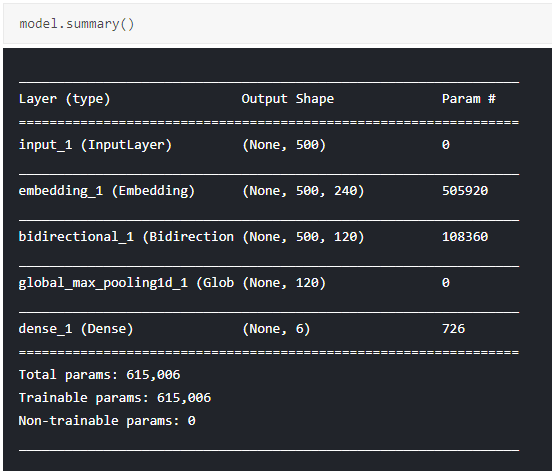 model.summary()
_________________________________________________________________
Layer (type)                 Output Shape              Param #
=================================================================
input_1 (InputLayer)         (None, 500)               0
_________________________________________________________________
embedding_1 (Embedding)      (None, 500, 240)          505920
_________________________________________________________________
bidirectional_1 (Bidirection (None, 500, 120)          108360
_________________________________________________________________
global_max_pooling1d_1 (Glob (None, 120)               0
_________________________________________________________________
dense_1 (Dense)              (None, 6)                 726
=================================================================
Total params: 615,006
Trainable params: 615,006
Non-trainable params: 0
_________________________________________________________________